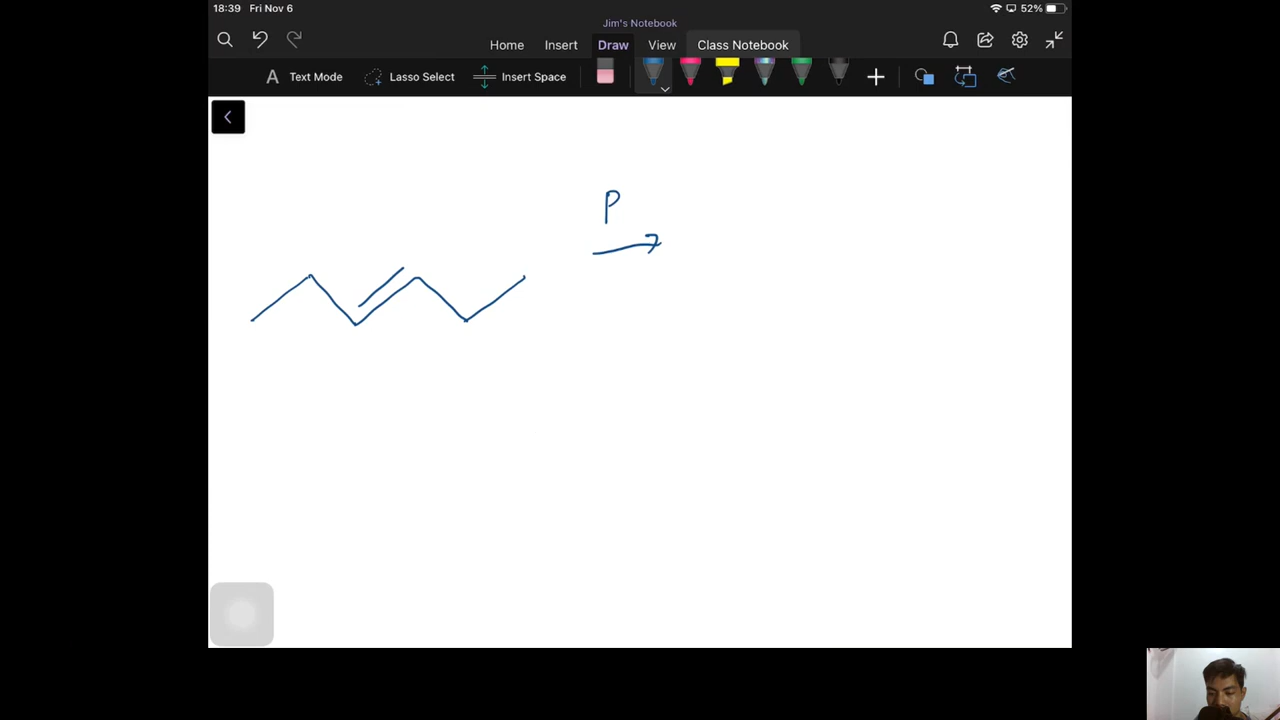 18:39 Fri Nov 6
52%
Jim's Notebook
Home Insert Draw View Class Notebook
A Text Mode Lasso Select Insert Space
P